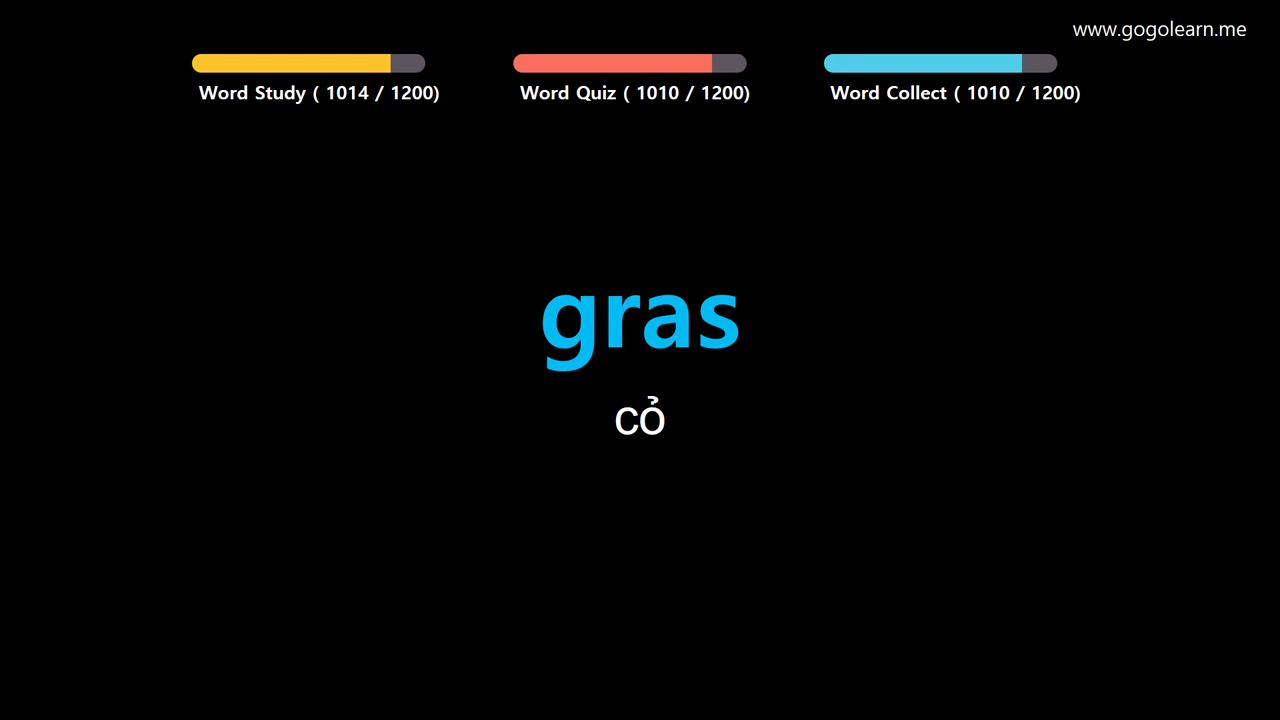 www.gogolearn.me
Word Study ( 1014 / 1200)
Word Quiz ( 1010 / 1200)
Word Collect ( 1010 / 1200)
gras
cỏ